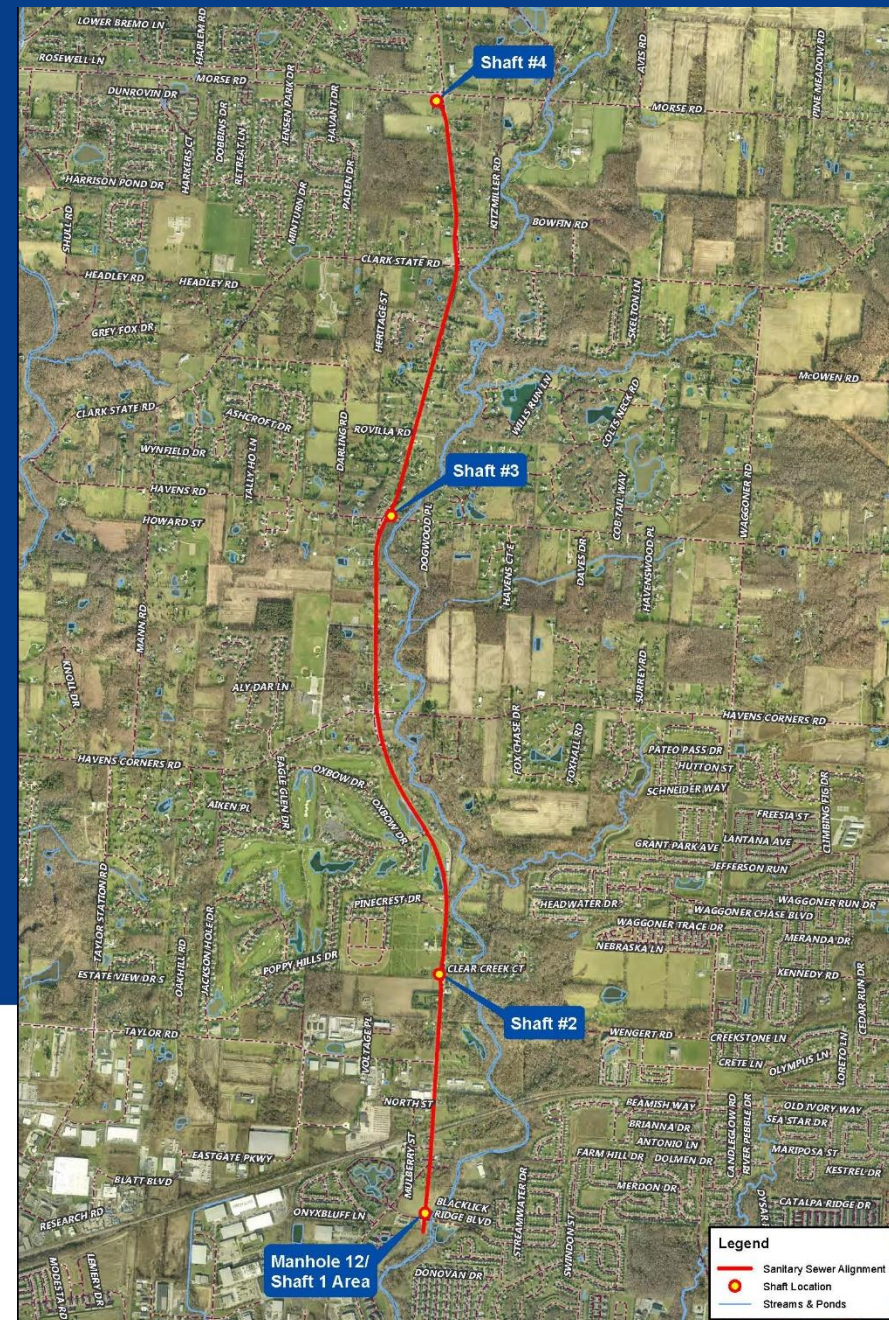 LOWER BREMO LN
HARLEM RD
ROSEWELL LN
MORSE RD
DUNROVIN DR
HARKERS CT
DOBBINS DR
RETREAT LN
JENSEN PARK DR
HAVANT DR
Shaft #4
AVIS RD
PINE MEADOW RD
MORSE RD
HARRISON POND DR
MINTURN DR
PADEN DR
KITZMILLER RD
SHULL RD
BOWFIN RD
CLARK STATE RD
HEADLEY RD
HEADLEY RD
GREY FOX DR
HERITAGE ST
SKELTON LN
McOWEN RD
CLARK STATE RD
ASHCROFT DR
DARLING RD
ROVILLA RD
WILLS RUN LN
COLTS NECK RD
WYNFIELD DR
TALLY HO LN
HAVENS RD
Shaft #3
COB TAIL WAY
WAGGONER RD
HOWARD ST
DOGWOOD PL
HAVENS CT E
DAVES DR
HAVENSWOOD PL
MANN RD
KNOLL DR
ALY DAR LN
SURREY RD
FOX CHASE DR
FOXHALL RD
HAVENS CORNERS RD
HAVENS CORNERS RD
EAGLE GLEN DR
OXBOW DR
OXBOW DR
AIKEN PL
PATEO PASS DR
HUTTON ST
SCHNEIDER WAY
CLIMBING FIG DR
FREESIA ST
LANTANA AVE
GRANT PARK AVE
JEFFERSON RUN
TAYLOR STATION RD
PINECREST DR
HEADWATER DR
WAGGONER RUN DR
WAGGONER CHASE BLVD
WAGGONER TRACE DR
MERANDA DR
NEBRASKA LN
OAKHILL RD
JACKSON HOLE DR
POPPY HILLS DR
CLEAR CREEK CT
KENNEDY RD
ESTATE VIEW DR S
CEDAR RUN DR
Shaft #2
TAYLOR RD
VOLTAGE PL
WENGERT RD
CREEKSTONE LN
CRETE LN
OLYMPUS LN
LORETO LN
NORTH ST
BEAMISH WAY
OLD IVORY WAY
BRIANNA DR
SEA STAR DR
ANTONIO LN
CANDLEGLOW RD
RIVER PEBBLE DR
EASTGATE PKWY
MULBERRY ST
FARM HILL DR
DOLMEN DR
MARIPOSA ST
KESTREL DR
BLATT BLVD
MERDON DR
RESEARCH RD
ONYXBLUFF LN
BLACKLICK
RIDGE BLVD
STREAMWATER DR
SWINDON ST
CATALPA RIDGE DR
MODESTA RD
LEMERY DR
Manhole 12/
Shaft 1 Area
DONOVAN DR
Legend
Sanitary Sewer Alignment
Shaft Location
Streams & Ponds